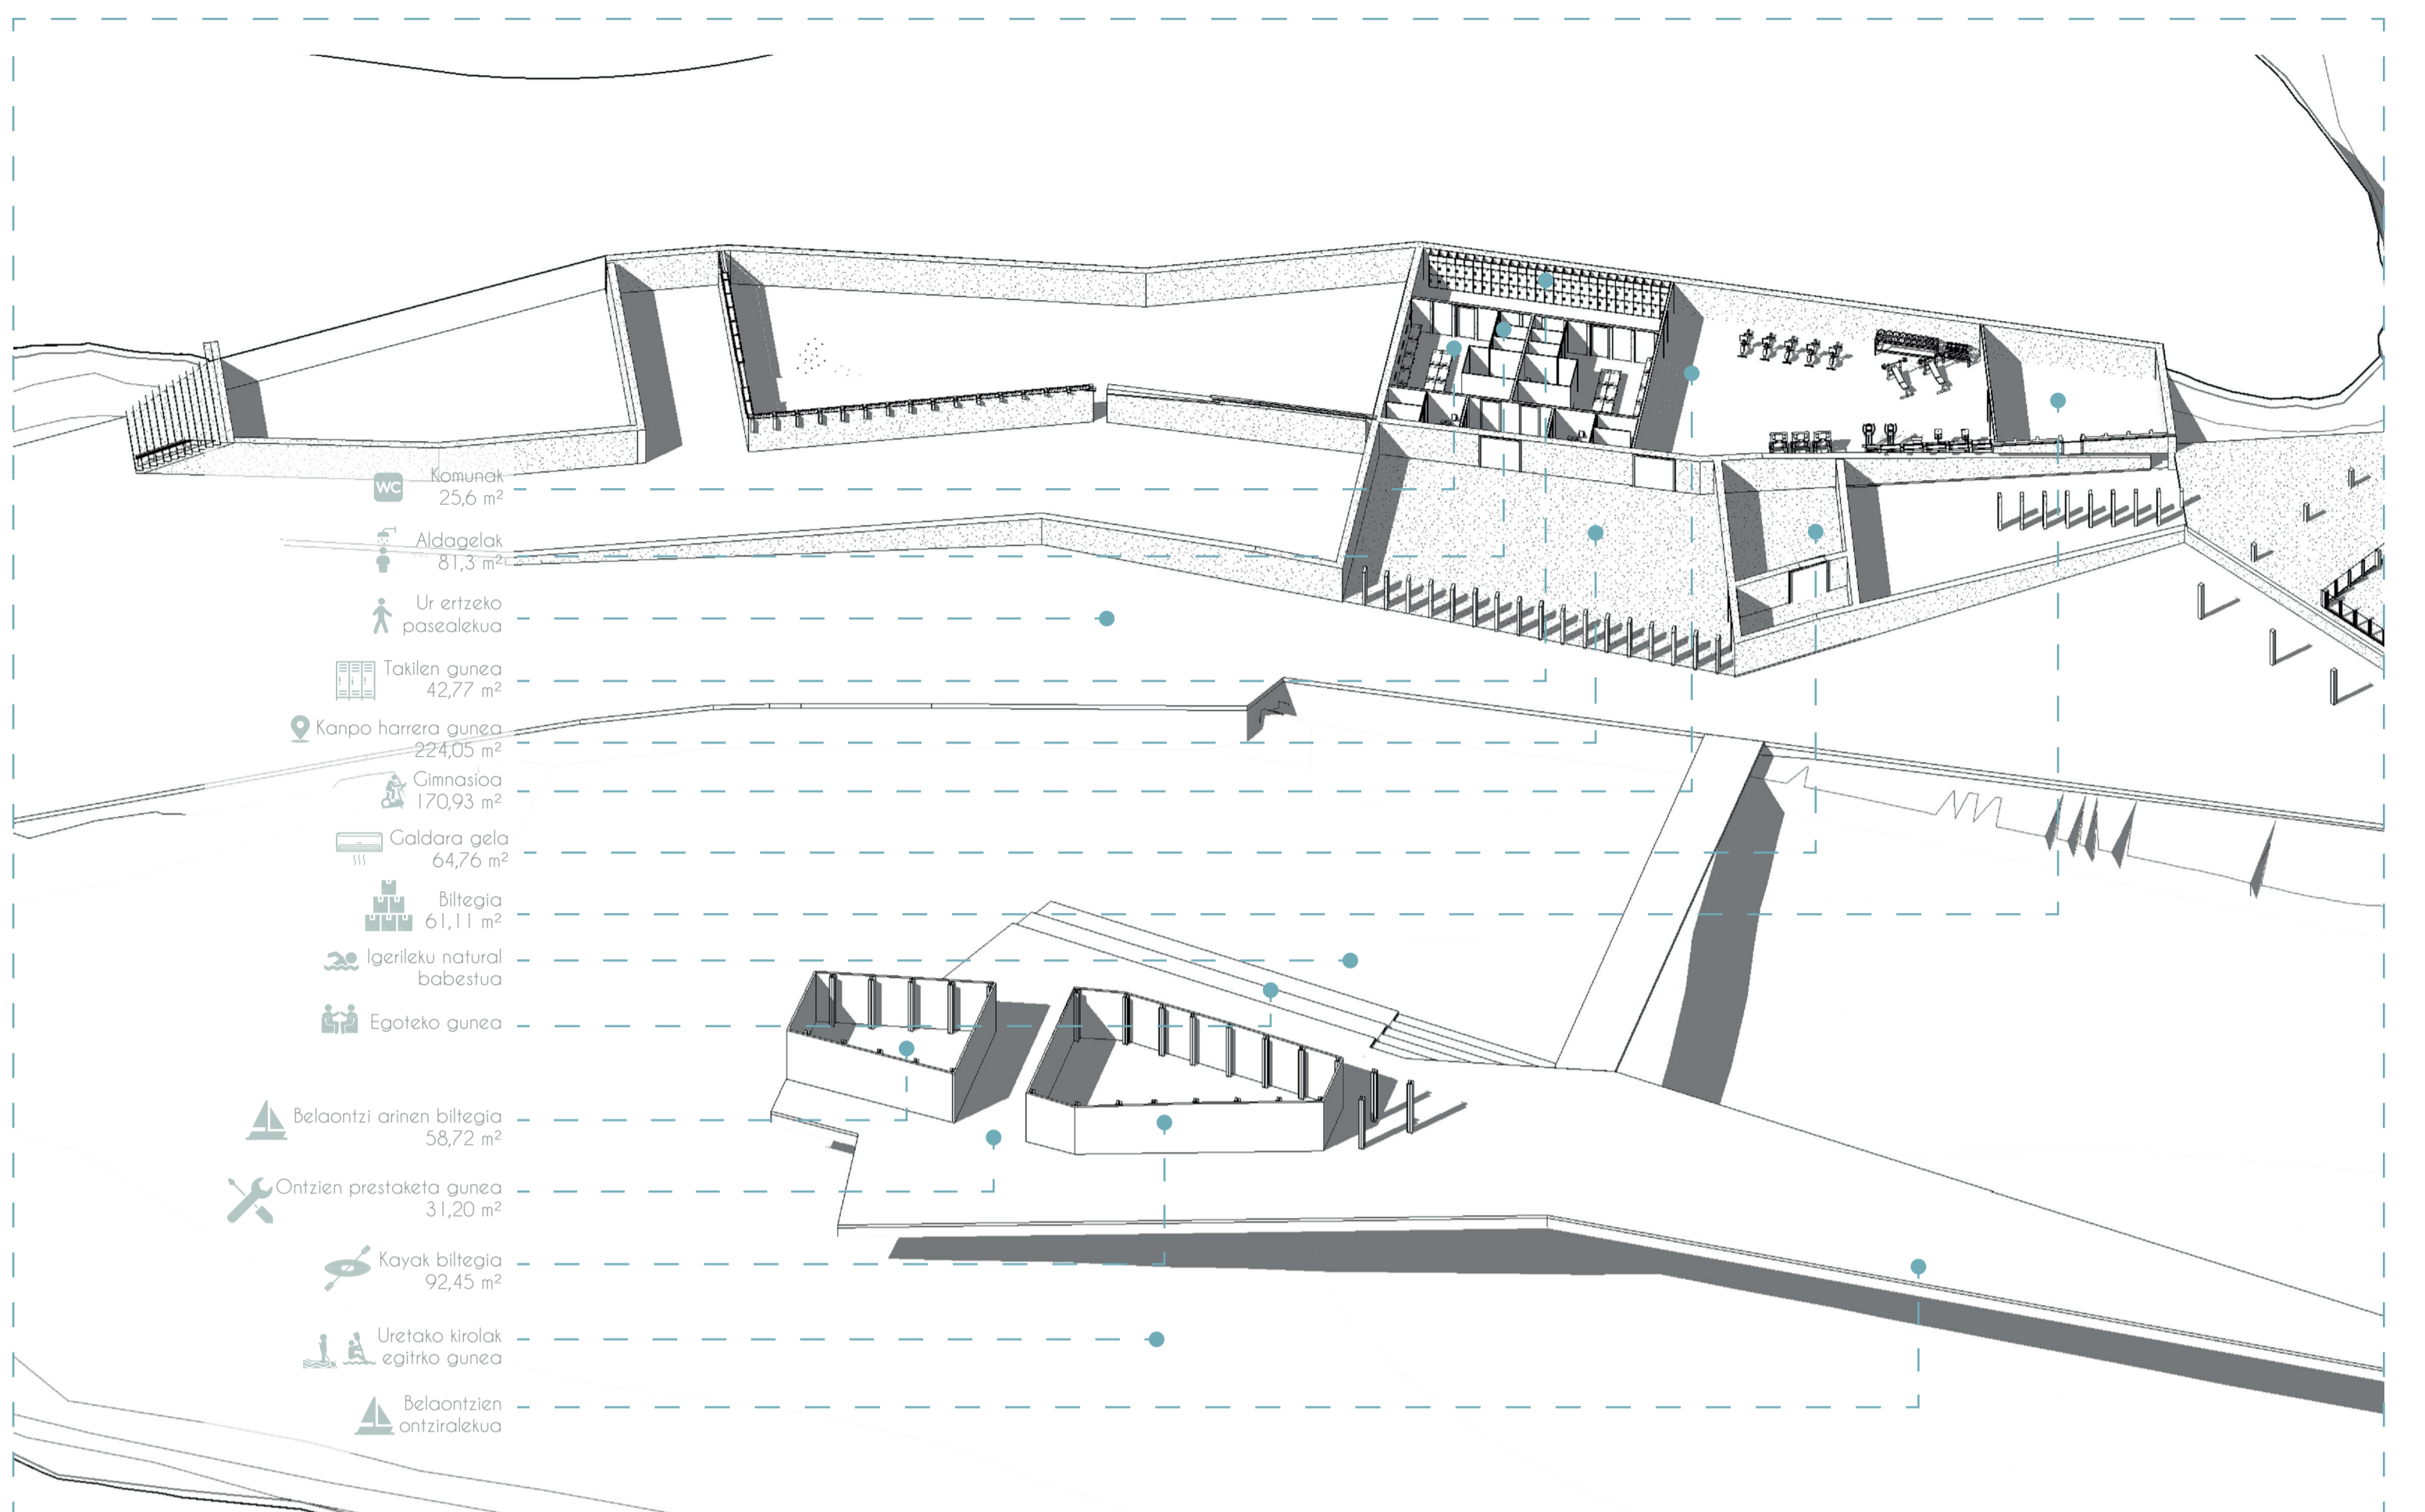 WC
Komunak
25,6 m²
Aldagelak
81,3 m²
Ur ertzeko
pasealekua
Takilen gunea
42,77 m²
Kanpo harrera gunea
224,05 m²
Gimnasioa
170,93 m²
Galdara gela
64,76 m²
Biltegia
61,11 m²
Igerileku natural
babestua
Egoteko gunea
Belaontzi arinen biltegia
58,72 m²
Ontzien prestaketa gunea
31,20 m²
Kayak biltegia
92,45 m²
Uretako kirolak
egitrko gunea
Belaontzien
ontziralekua